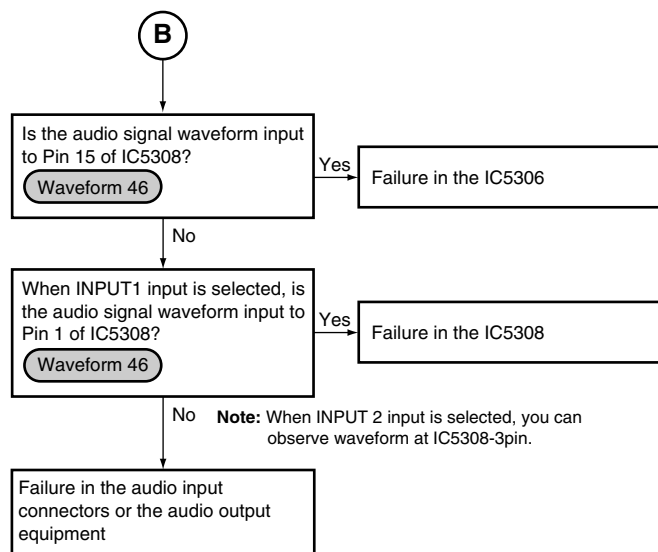 B
Is the audio signal waveform input
to Pin 15 of IC5308?
Waveform 46
Yes
Failure in the IC5306
No
When INPUT1 input is selected, is
the audio signal waveform input to
Pin 1 of IC5308?
Waveform 46
Yes
Failure in the IC5308
No
Note: When INPUT 2 input is selected, you can
observe waveform at IC5308-3pin.
Failure in the audio input
connectors or the audio output
equipment